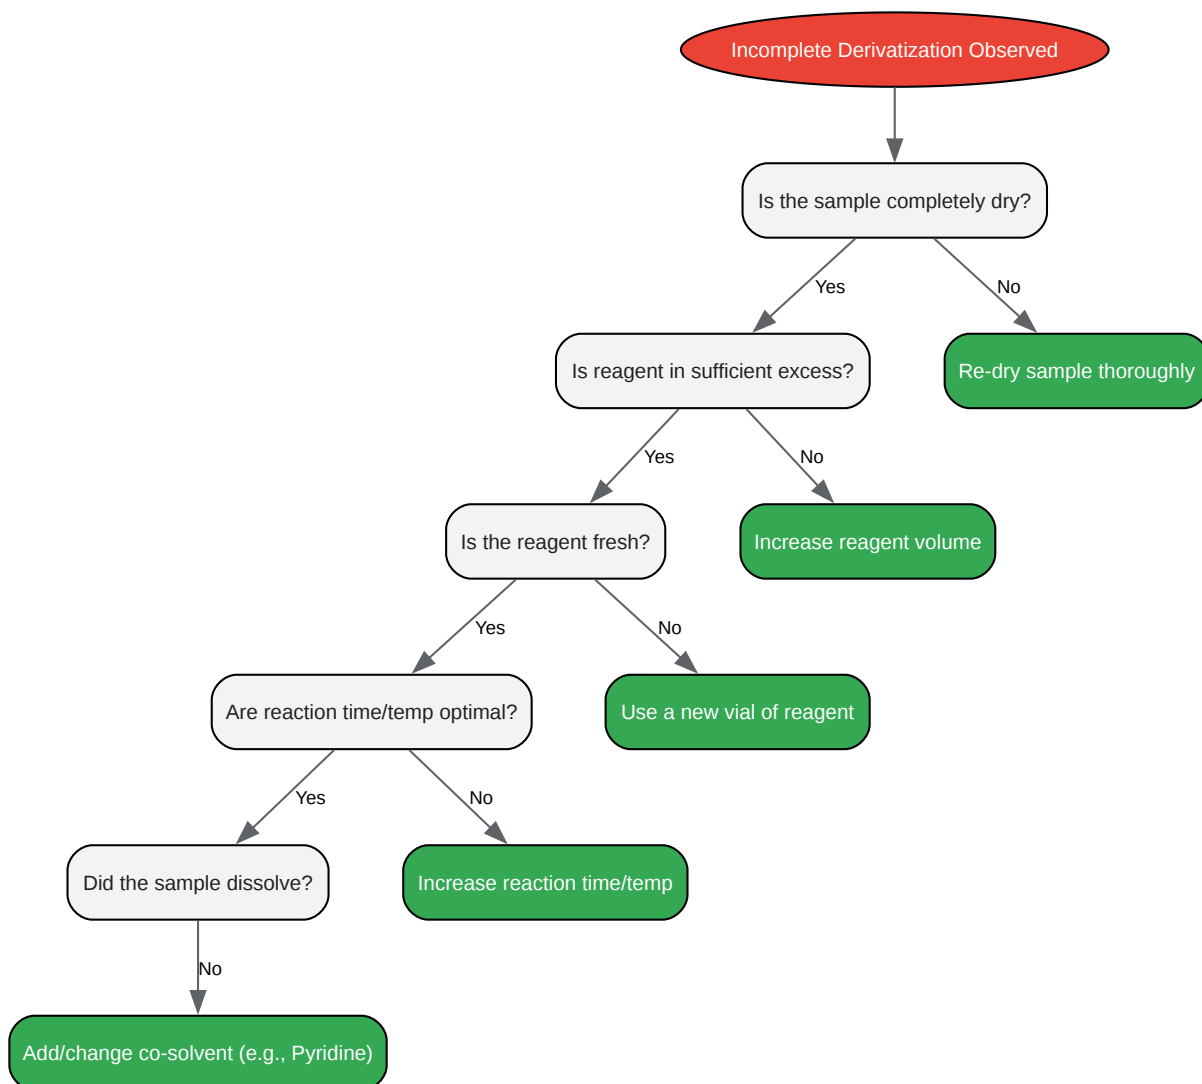 Incomplete Derivatization Observed
Is the sample completely dry?
Yes
No
Is reagent in sufficient excess?
Re-dry sample thoroughly
Yes
No
Is the reagent fresh?
Increase reagent volume
Yes
No
Are reaction time/temp optimal?
Use a new vial of reagent
Yes
No
Did the sample dissolve?
Increase reaction time/temp
No
Add/change co-solvent (e.g., Pyridine)